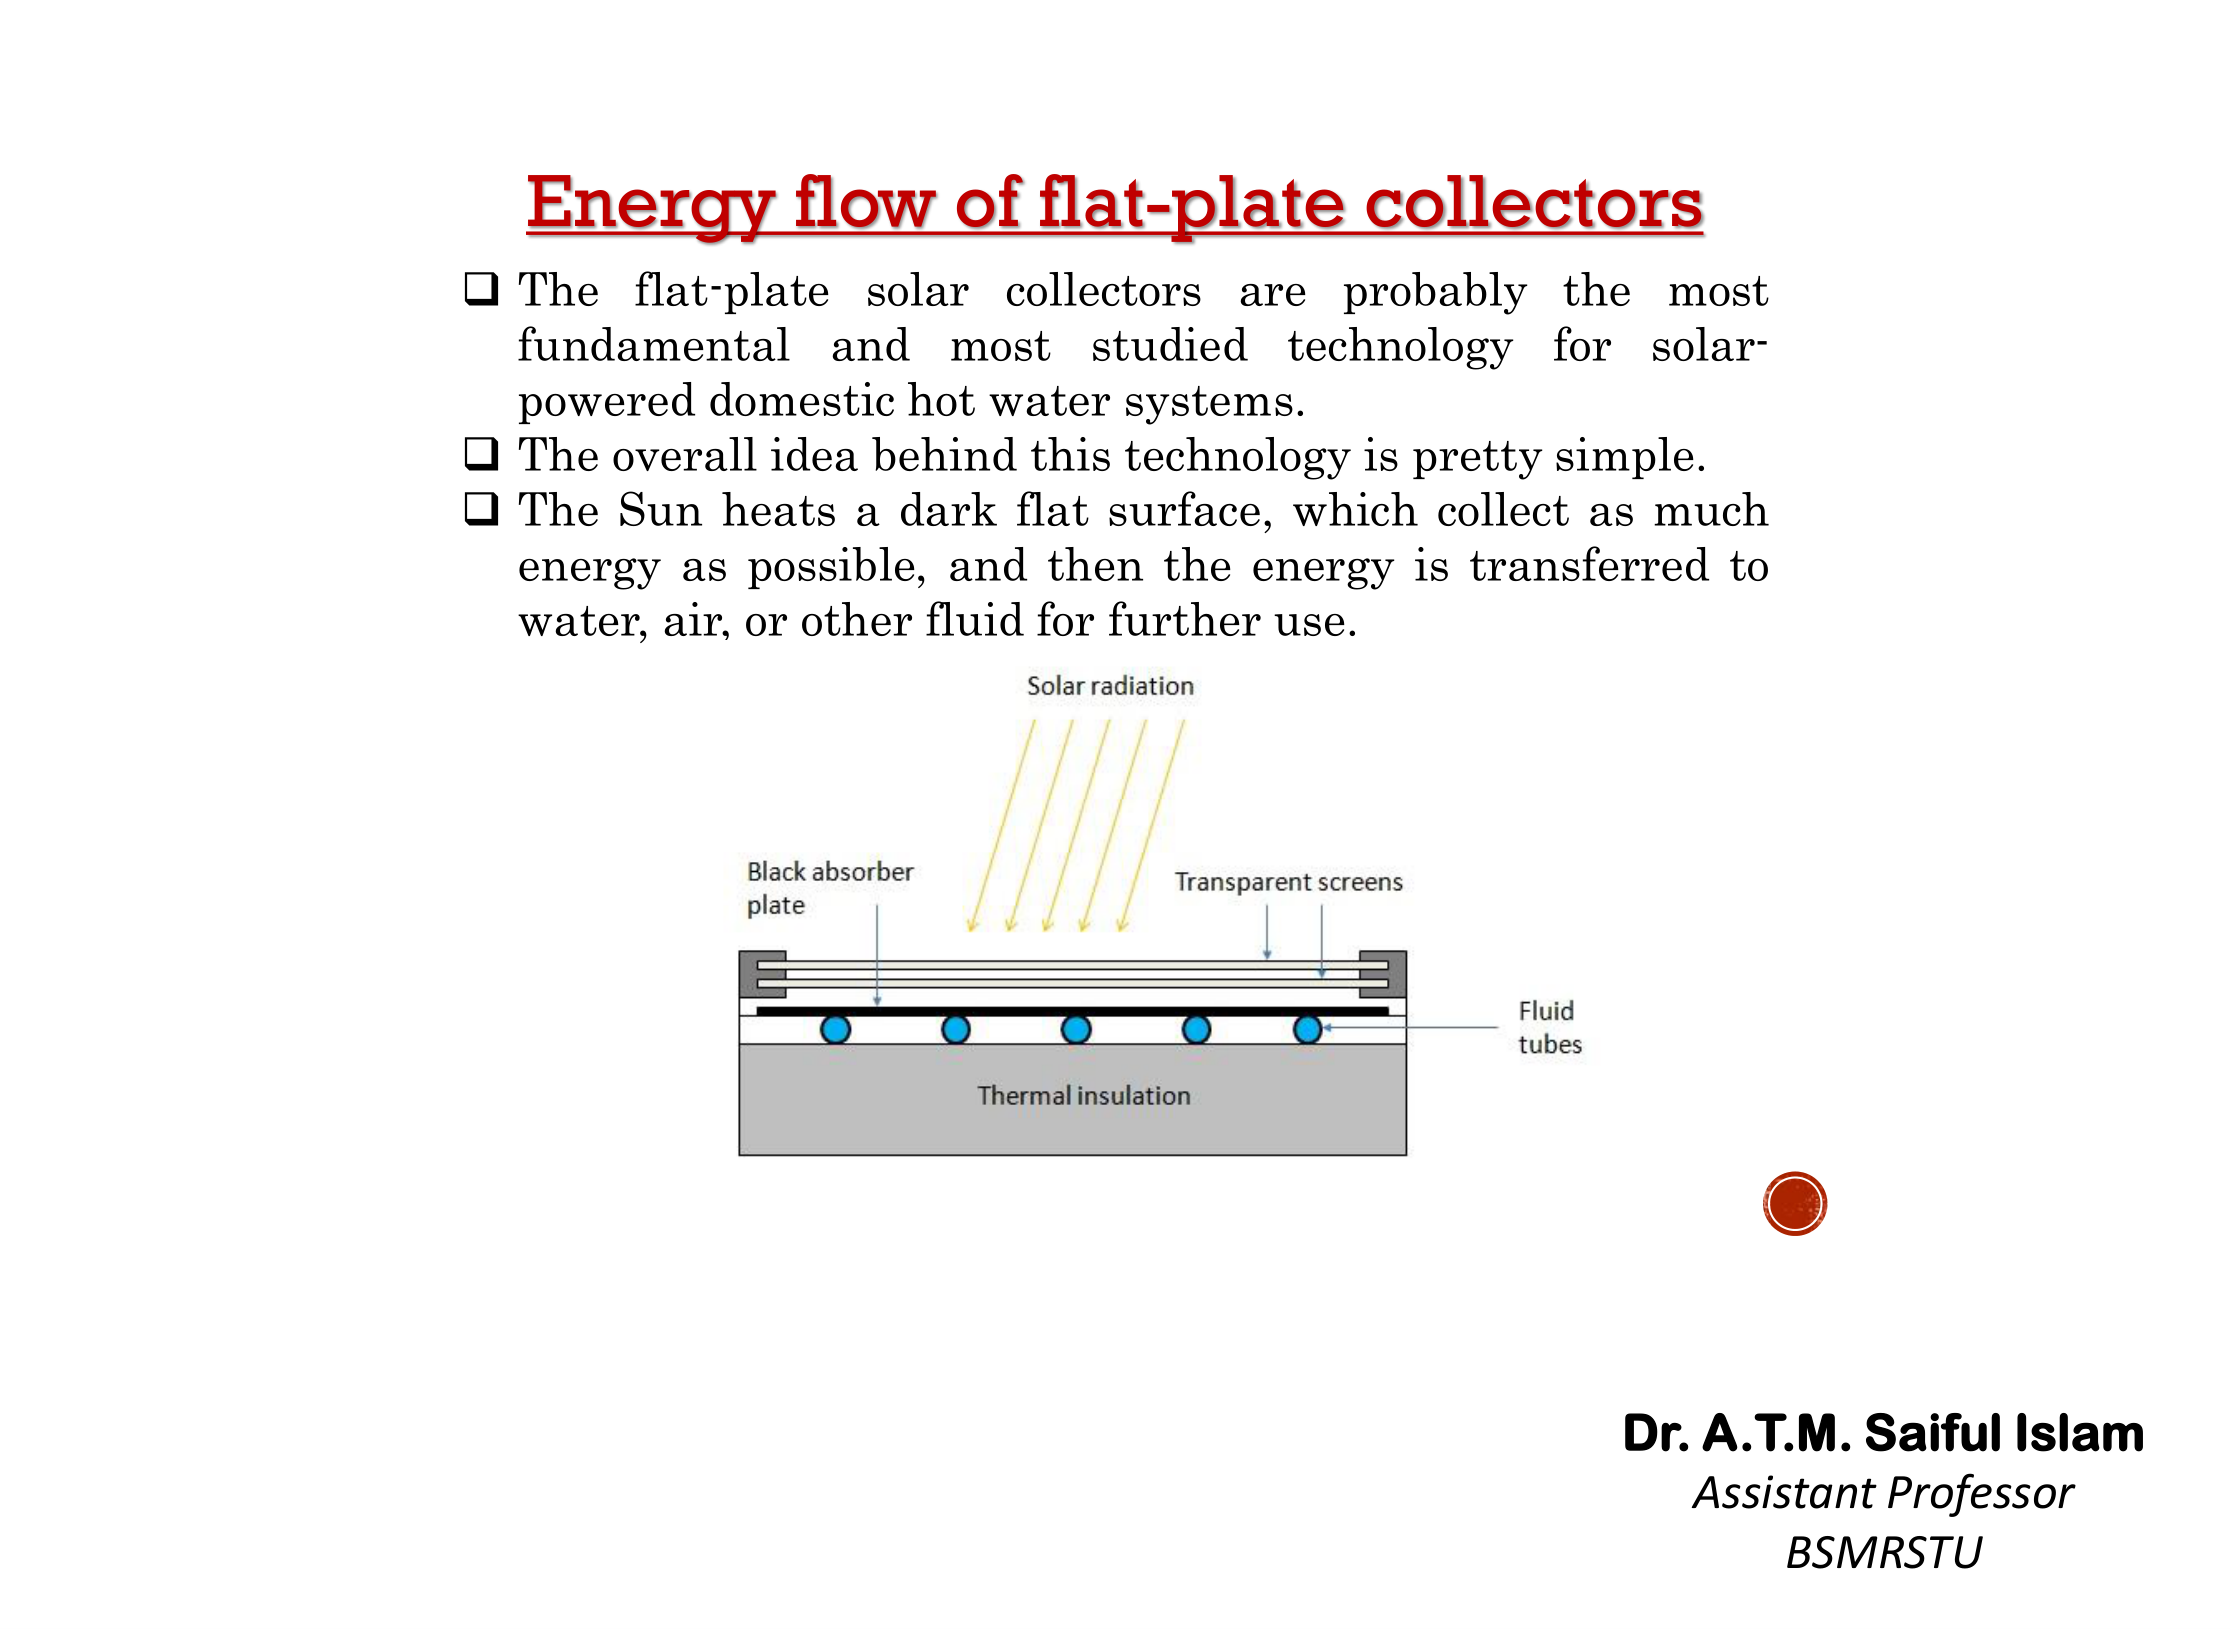 Energy flow of flat-plate collectors
❑ The flat-plate solar collectors are probably the most
fundamental and most studied technology for solar-
powered domestic hot water systems.
❑ The overall idea behind this technology is pretty simple.
❑ The Sun heats a dark flat surface, which collect as much
energy as possible, and then the energy is transferred to
water, air, or other fluid for further use.
Solar radiation
Black absorber
plate
Transparent screens
Fluid
tubes
Thermal insulation
Dr. A.T.M. Saiful Islam
Assistant Professor
BSMRSTU